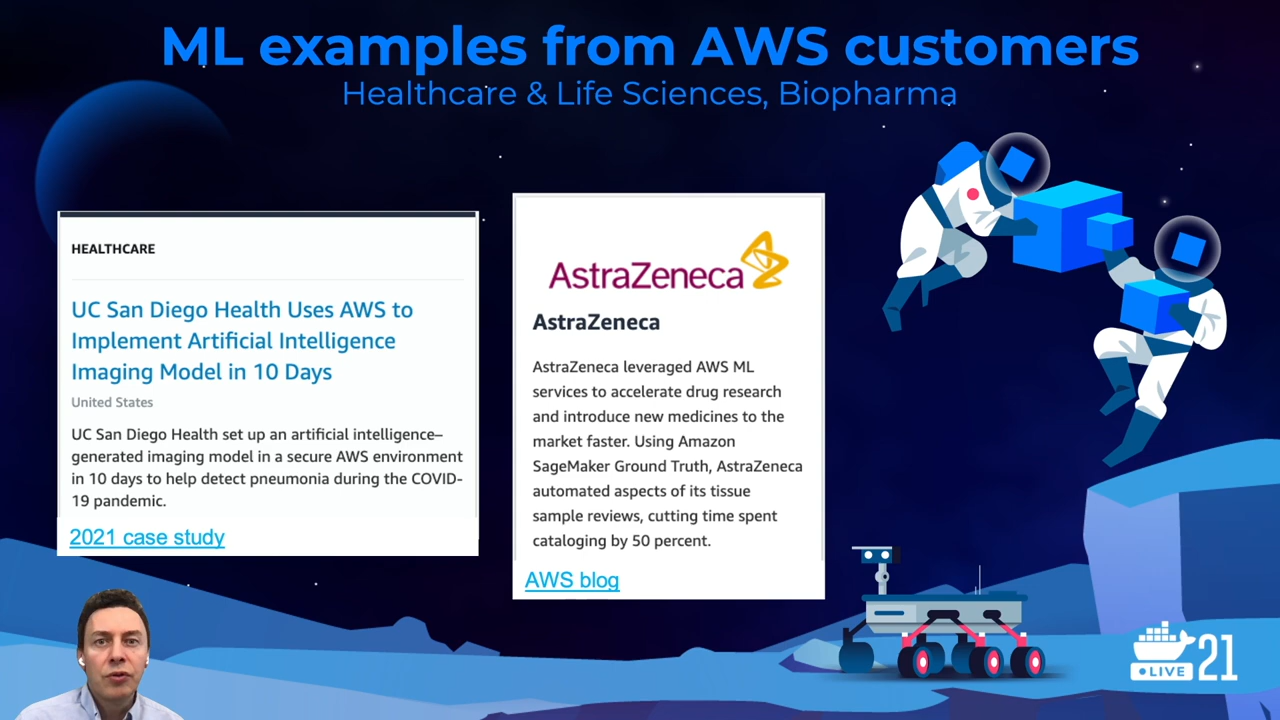 ML examples from AWS customers
Healthcare & Life Sciences, Biopharma
HEALTHCARE
UC San Diego Health Uses AWS to
Implement Artificial Intelligence
Imaging Model in 10 Days
United States
UC San Diego Health set up an artificial intelligence–
generated imaging model in a secure AWS environment
in 10 days to help detect pneumonia during the COVID-
19 pandemic.
2021 case study
AstraZeneca
AstraZeneca
AstraZeneca leveraged AWS ML
services to accelerate drug research
and introduce new medicines to the
market faster. Using Amazon
SageMaker Ground Truth, AstraZeneca
automated aspects of its tissue
sample reviews, cutting time spent
cataloging by 50 percent.
AWS blog
LIVE 21